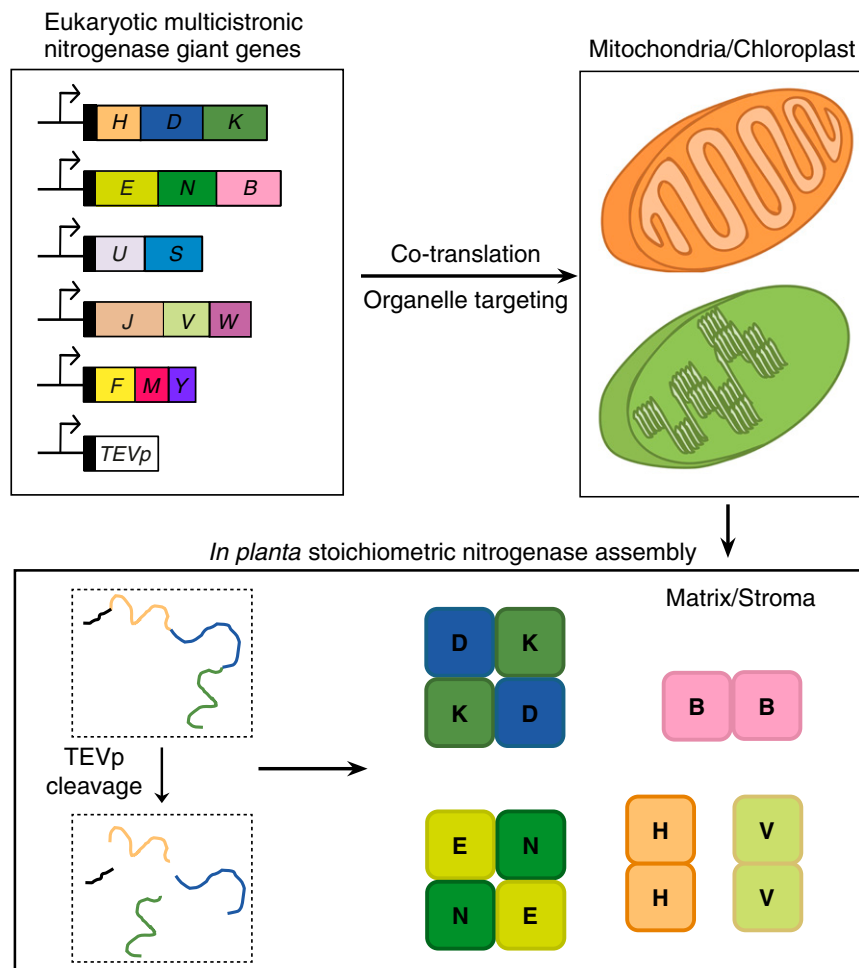 Eukaryotic multicistronic
nitrogenase giant genes
H D K
E N B
U S
J V W
F M Y
TEVp
Co-translation
Organelle targeting
Mitochondria/Chloroplast
In planta stoichiometric nitrogenase assembly
Matrix/Stroma
TEVp
cleavage
D K
K D
B B
E N
N E
H V
H V